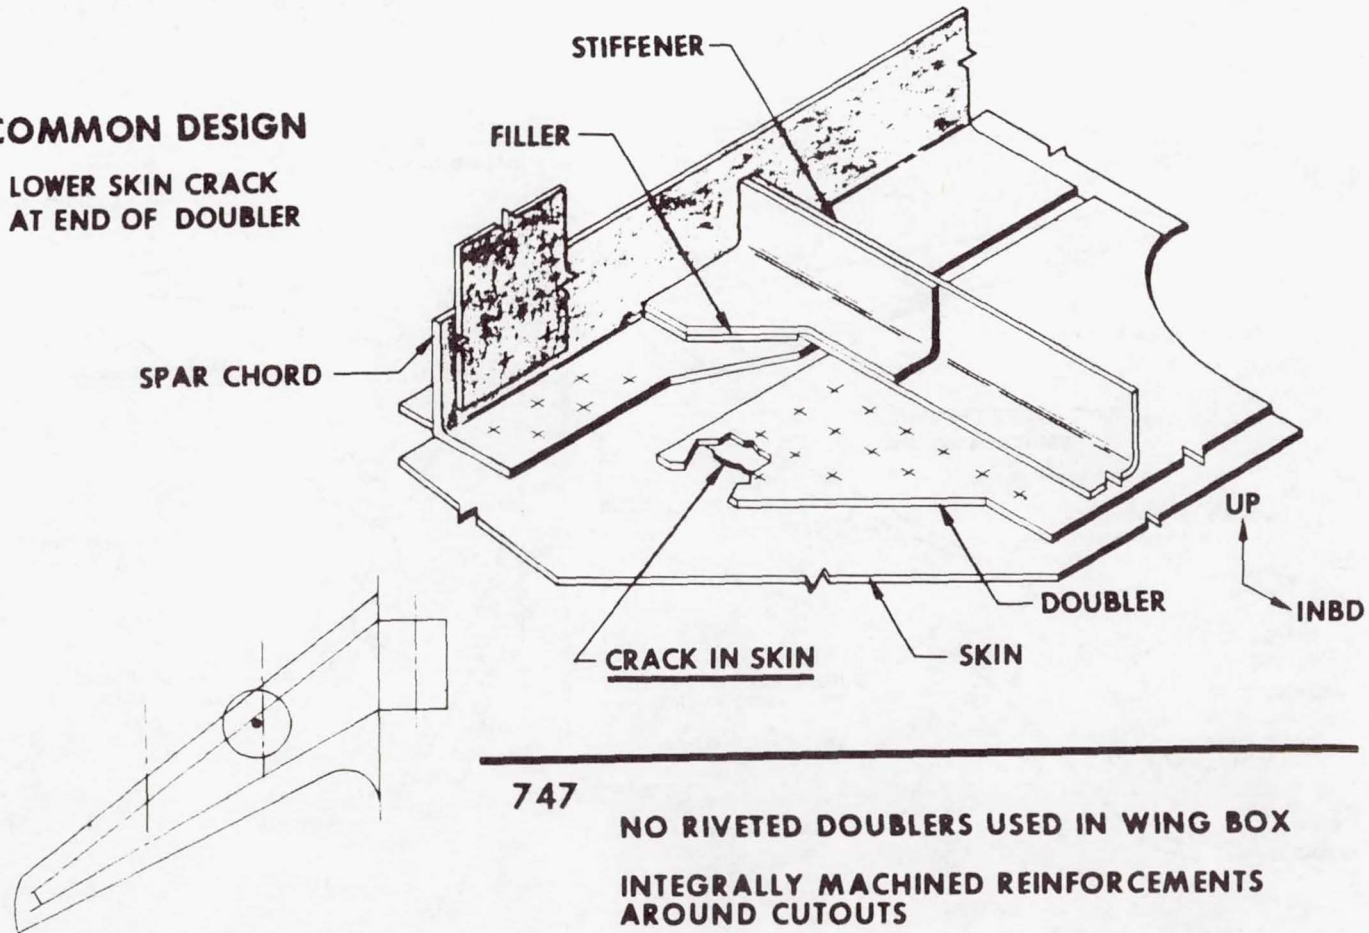 COMMON DESIGN
LOWER SKIN CRACK
AT END OF DOUBLER
STIFFENER
FILLER
SPAR CHORD
UP
INBD
DOUBLER
SKIN
CRACK IN SKIN
747
NO RIVETED DOUBLERS USED IN WING BOX
INTEGRALLY MACHINED REINFORCEMENTS
AROUND CUTOUTS